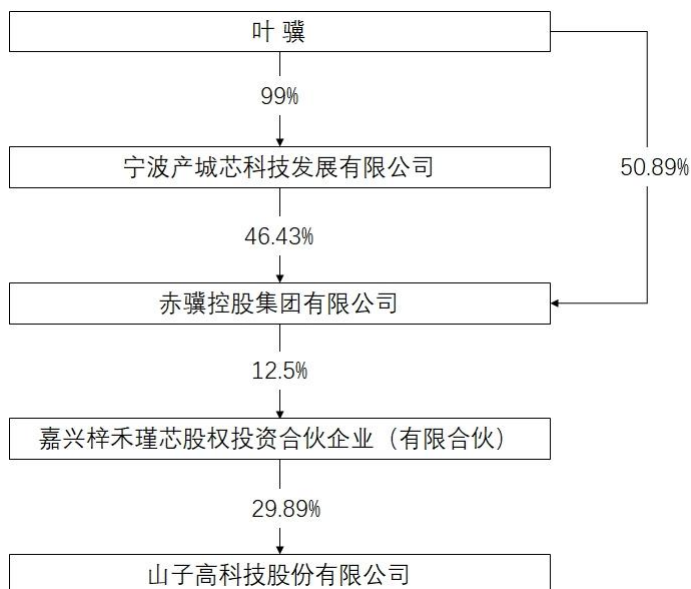 叶 骥
99%
宁波产城芯科技发展有限公司
50.89%
46.43%
赤骥控股集团有限公司
12.5%
嘉兴梓禾瑾芯股权投资合伙企业（有限合伙）
29.89%
山子高科技股份有限公司